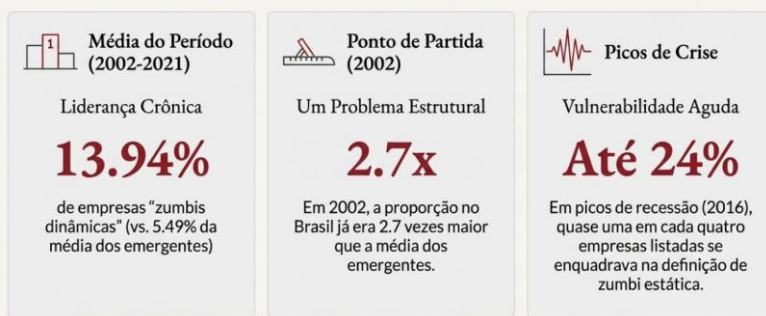 1
Média do Período
(2002-2021)
Liderança Crônica
13.94%
de empresas “zumbis
dinâmicas” (vs. 5.49% da
média dos emergentes)
Ponto de Partida
(2002)
Um Problema Estrutural
2.7x
Em 2002, a proporção no
Brasil já era 2.7 vezes maior
que a média dos
emergentes.
Picos de Crise
Vulnerabilidade Aguda
Até 24%
Em picos de recessão (2016),
quase uma em cada quatro
empresas listadas se
enquadrava na definição de
zumbi estática.